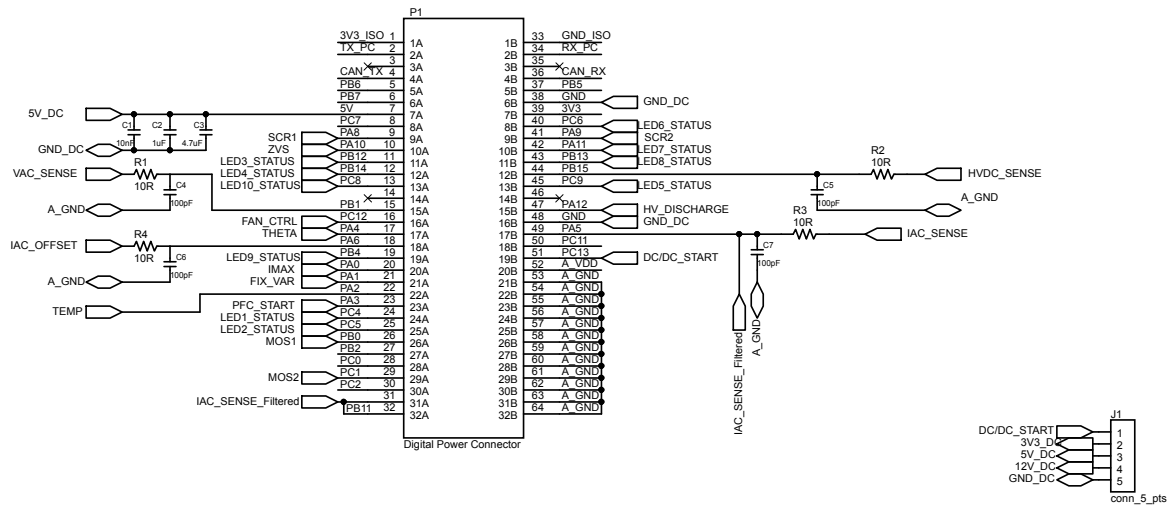 P1
3V3_ISO 1 1A 1B 33 GND_ISO
TX_PC 2 2A 2B 34 RX_PC
3 3A 3B 35
CAN_TX 4 4A 4B 36 CAN_RX
PB6 5 5A 5B 37 PB5
PB7 6 6A 6B 38 GND GND_DC
5V_DC 5V 7 7A 7B 39 3V3
C1 C2 C3 PC7 8 8A 8B 40 PC6 LED6_STATUS
10nF 1uF 4.7uF SCR1 PA8 9 9A 9B 41 PA9 SCR2
GND_DC ZVS PA10 10 10A 10B 42 PA11 LED7_STATUS
R1 LED3_STATUS PB12 11 11A 11B 43 PB13 LED8_STATUS R2
VAC_SENSE 10R LED4_STATUS PB14 12 12A 12B 44 PB15 10R HVDC_SENSE
C4 LED10_STATUS PC8 13 13A 13B 45 PC9 LED5_STATUS C5
100pF 14 14A 14B 46 100pF A_GND
A_GND PB1 15 15A 15B 47 PA12 HV_DISCHARGE
FAN_CTRL PC12 16 16A 16B 48 GND GND_DC R3
R4 THETA PA4 17 17A 17B 49 PA5 10R IAC_SENSE
IAC_OFFSET 10R PA6 18 18A 18B 50 PC11 C7
C6 LED9_STATUS PB4 19 19A 19B 51 PC13 DC/DC_START 100pF
100pF IMAX PA0 20 20A 20B 52 A_VDD
A_GND FIX_VAR PA1 21 21A 21B 53 A_GND
PA2 22 22A 22B 54 A_GND
TEMP PFC_START PA3 23 23A 23B 55 A_GND
LED1_STATUS PC4 24 24A 24B 56 A_GND
LED2_STATUS PC5 25 25A 25B 57 A_GND
MOS1 PB0 26 26A 26B 58 A_GND
PB2 27 27A 27B 59 A_GND
PC0 28 28A 28B 60 A_GND
MOS2 PC1 29 29A 29B 61 A_GND
PC2 30 30A 30B 62 A_GND
IAC_SENSE_Filtered 31 31A 31B 63 A_GND
PB11 32 32A 32B 64 A_GND
Digital Power Connector
IAC_SENSE_Filtered
A_GND
J1
DC/DC_START 1
3V3_DC 2
5V_DC 3
12V_DC 4
GND_DC 5
conn_5_pts